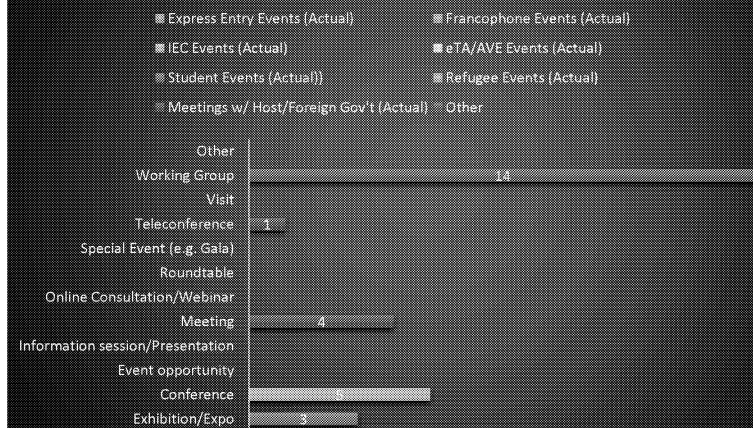 Express Entry Events (Actual) Francophone Events (Actual)
IEC Events (Actual) eTA/AVE Events (Actual)
Student Events (Actual)) Refugee Events (Actual)
Meetings w/ Host/Foreign Gov't (Actual) Other
Other
Working Group 14
Visit
Teleconference 1
Special Event (e.g. Gala)
Roundtable
Online Consultation/Webinar
Meeting 4
Information session/Presentation
Event opportunity
Conference 5
Exhibition/Expo 3